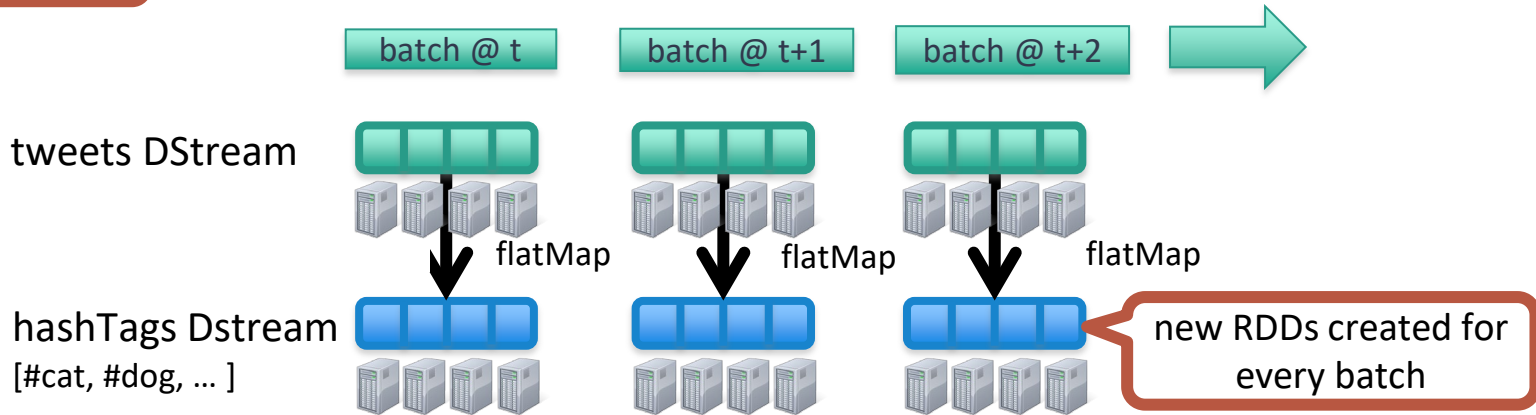 batch @ t
batch @ t+1
batch @ t+2
tweets DStream
flatMap
flatMap
flatMap
hashTags Dstream
[#cat, #dog, … ]
new RDDs created for
every batch